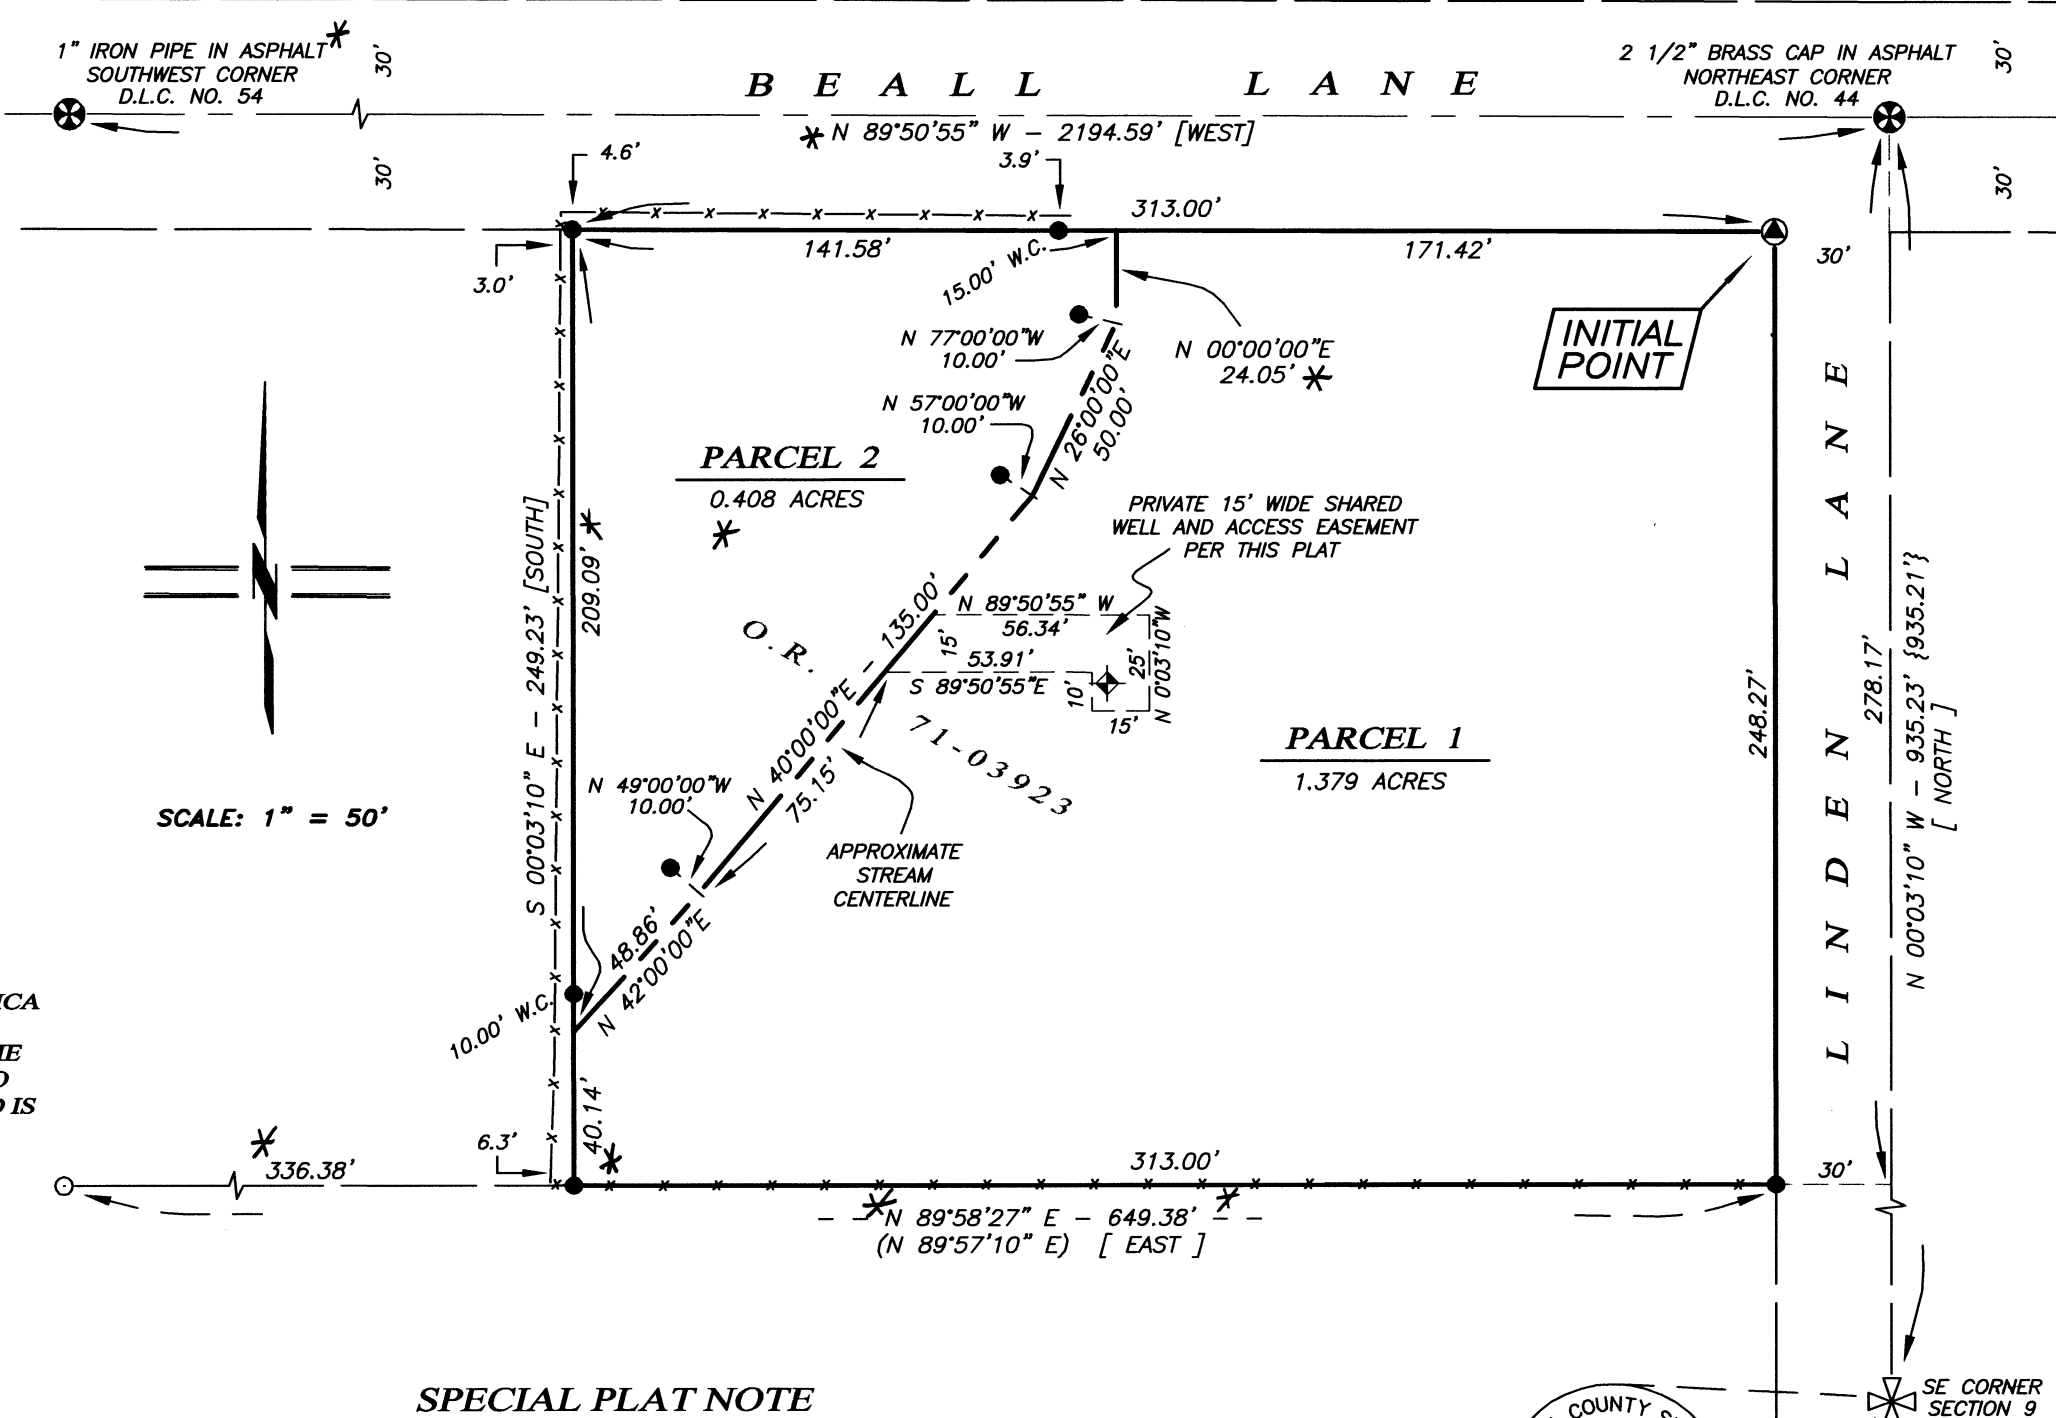 1" IRON PIPE IN ASPHALT *
SOUTHWEST CORNER
D.L.C. NO. 54
30'
30'
BEALL LANE
2 1/2" BRASS CAP IN ASPHALT
NORTHEAST CORNER
D.L.C. NO. 44
30'
30'
* N 89°50'55" W - 2194.59' [WEST]
4.6'
3.9'
313.00'
141.58'
15.00' W.C.
171.42'
30'
3.0'
INITIAL
POINT
N 77°00'00"W
10.00'
N 00°00'00"E
24.05' *
N 57°00'00"W
10.00'
N 26°00'00"E
50.00'
PARCEL 2
0.408 ACRES
*
PRIVATE 15' WIDE SHARED
WELL AND ACCESS EASEMENT
PER THIS PLAT
S 00°03'10" E - 249.23' [SOUTH]
209.09' *
O.R. 71-03923
N 40°00'00"E - 135.00'
75.15'
N 89°50'55" W
56.34'
15'
53.91'
S 89°50'55"E
10'
25'
N 0°03'10"W
15'
PARCEL 1
1.379 ACRES
248.27'
LINDEN LANE
278.17'
N 00°03'10" W - 935.23' {935.21'}
[ NORTH ]
SCALE: 1" = 50'
N 49°00'00"W
10.00'
APPROXIMATE
STREAM
CENTERLINE
48.86'
N 42°00'00"E
10.00' W.C.
40.14'
*
6.3'
*
336.38'
313.00'
30'
- - * N 89°58'27" E - 649.38' * - -
(N 89°57'10" E) [ EAST ]
SPECIAL PLAT NOTE
COUNTY S
SE CORNER
SECTION 9